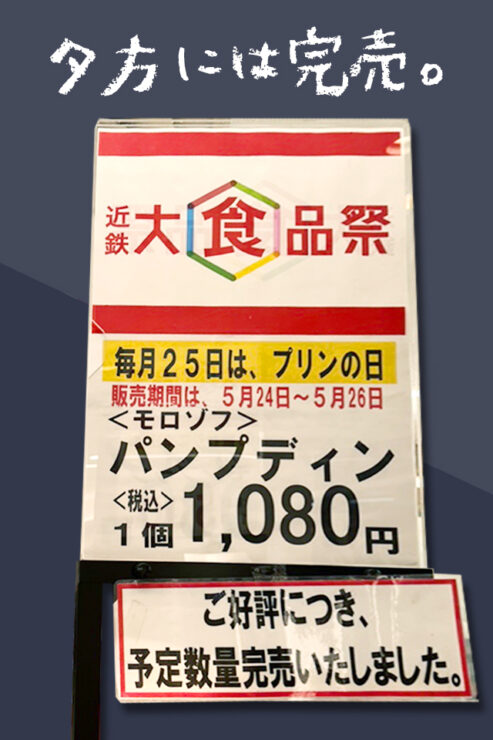 夕方には完売。
近鉄大食品祭
毎月25日は、プリンの日
販売期間は、5月24日～5月26日
＜モロゾフ＞
パンプディン
＜税込＞
1個1,080円
ご好評につき、
予定数量完売いたしました。